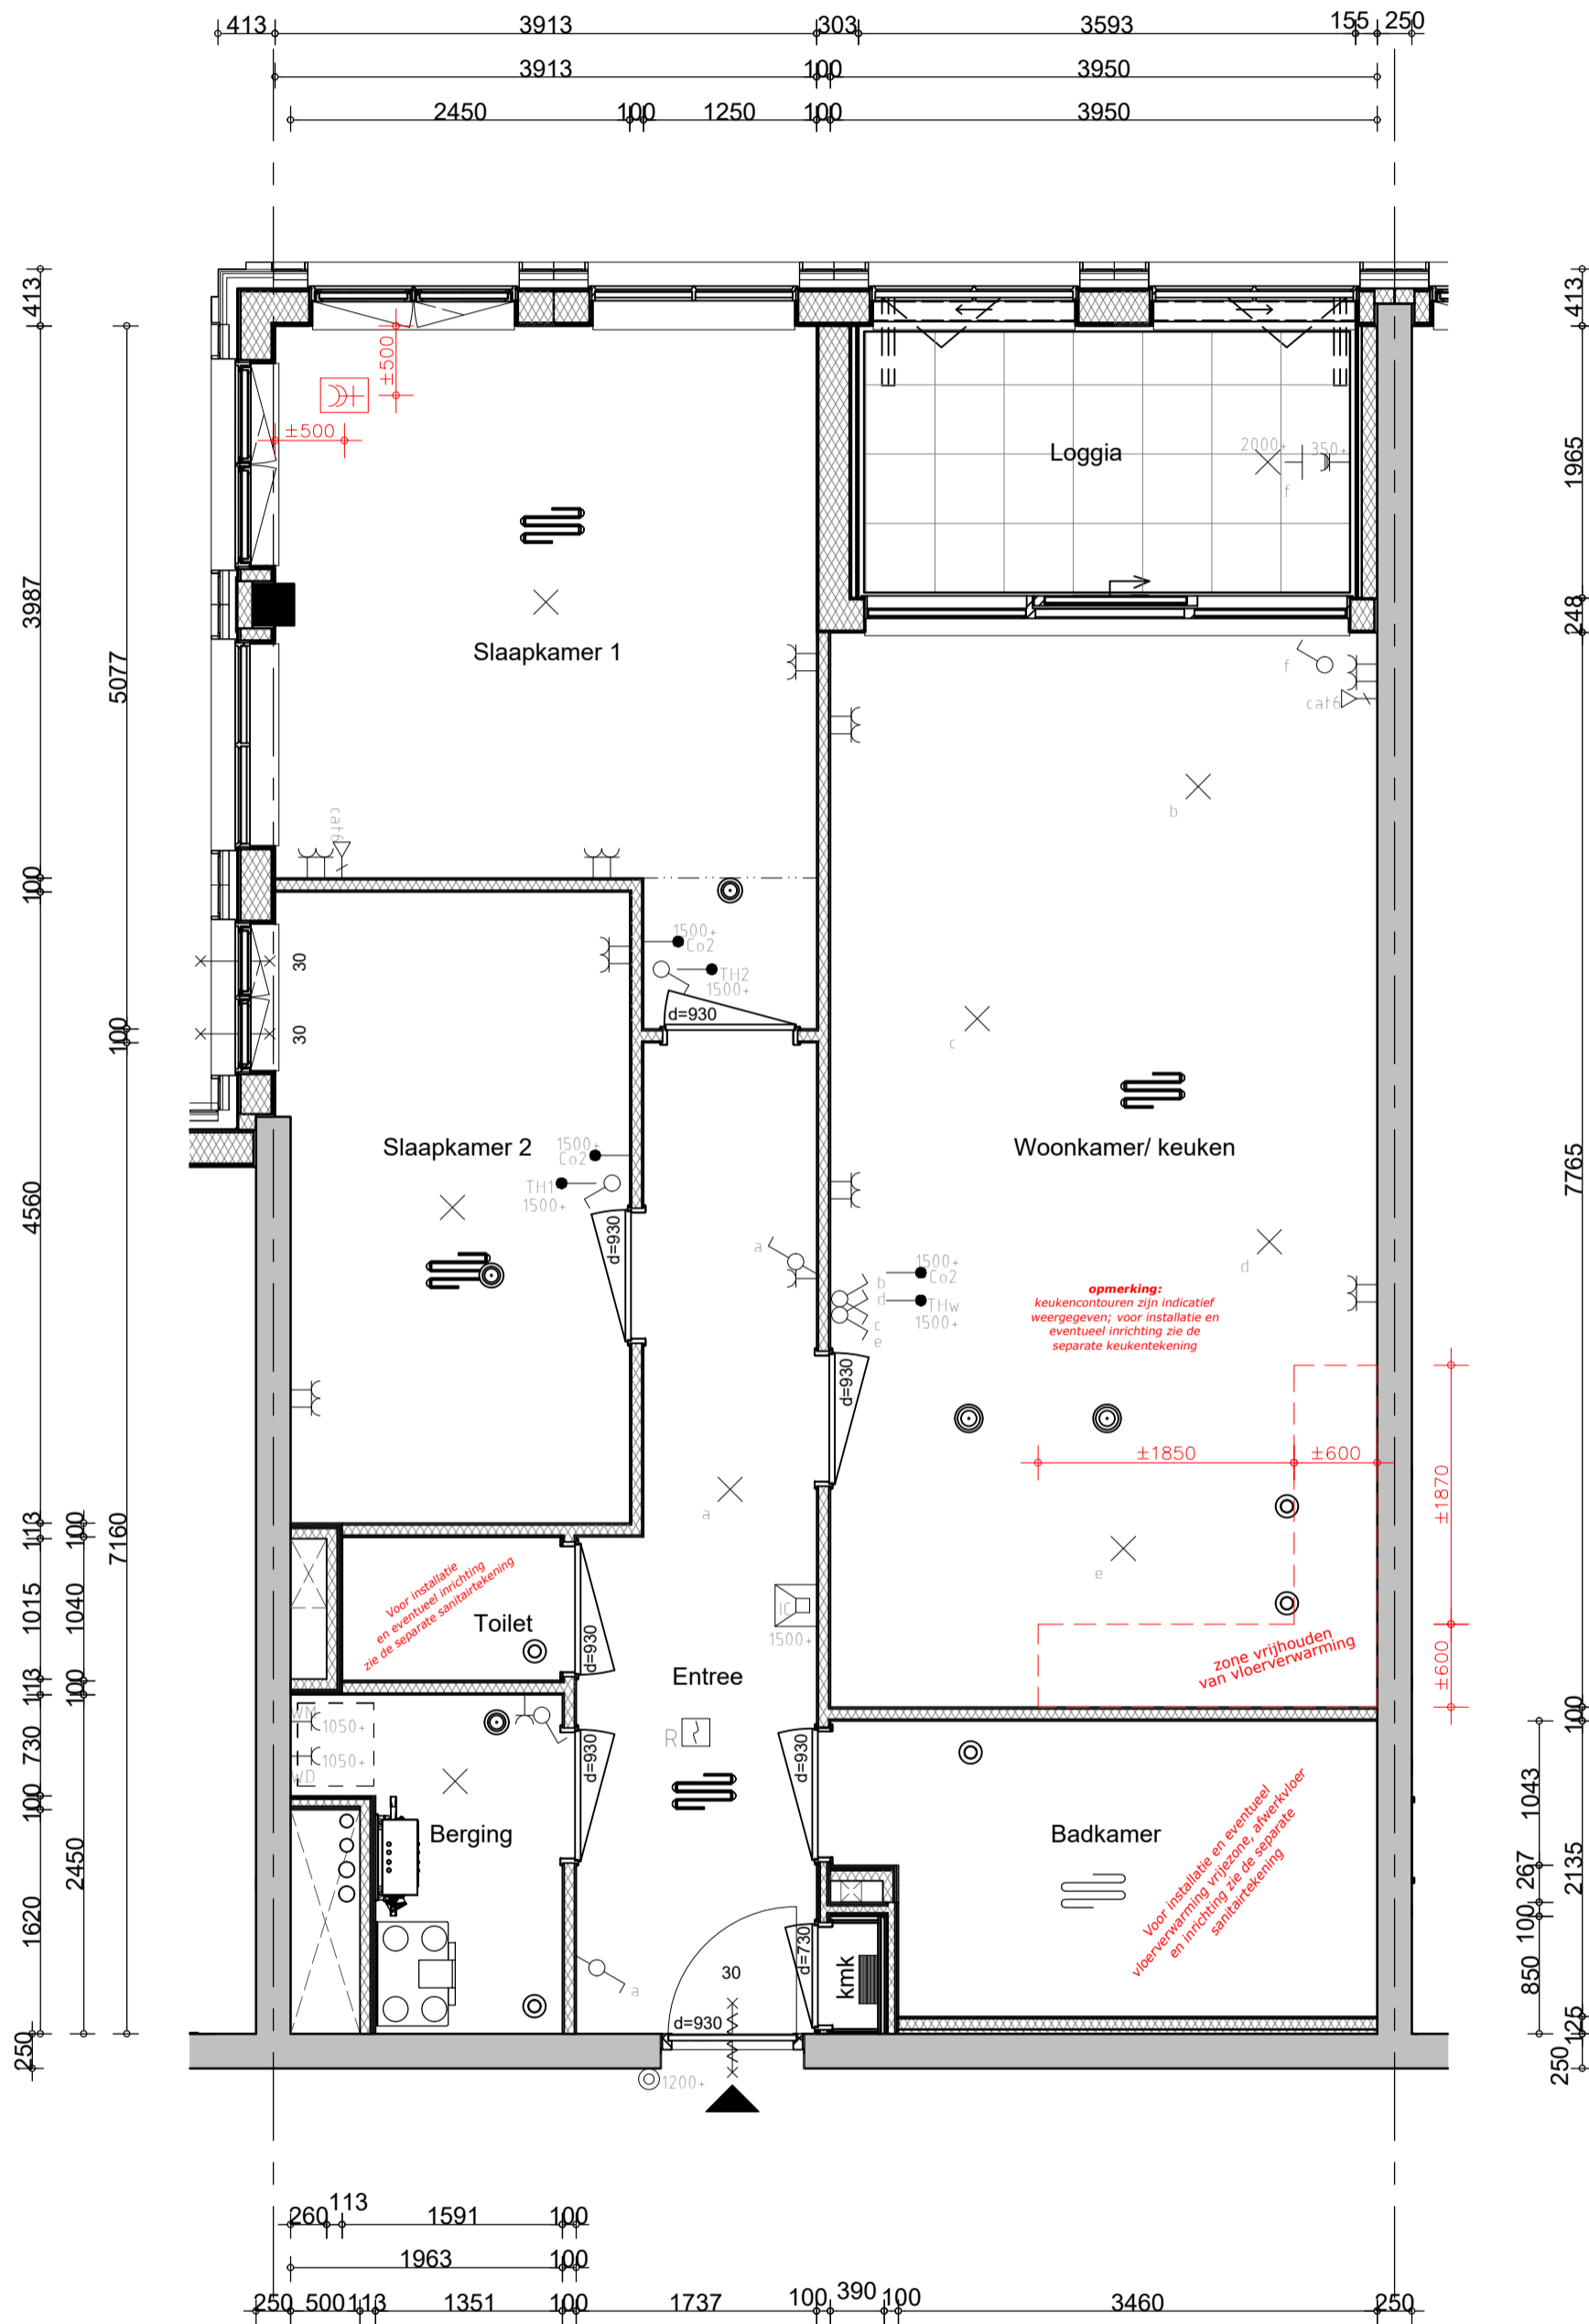 413 3913 303 3593 155 250
3913 100 3950
2450 100 1250 100 3950
413
3987
5077
100
100
4560
7160
113
1015
113
730
100
1620
250
100
1040
100
2450
413
1965
248
7765
100
1043
267
2135
100
850
125
250
±500
±500
Loggia
2000+
350+
f
Slaapkamer 1
f
cat6
b
cat6
1500+
Co2
TH2
1500+
d=930
30
30
c
Slaapkamer 2
1500+
Co2
TH1
1500+
d=930
Woonkamer/ keuken
a
b
d
c
e
1500+
Co2
THw
1500+
d
opmerking:
keukencontouren zijn indicatief
weergegeven; voor installatie en
eventueel inrichting zie de
separate keukentekening
d=930
±1850
±600
±1870
±600
a
e
zone vrijhouden
van vloerverwarming
Voor installatie
en eventueel inrichting
zie de separate sanitairtekening
Toilet
d=930
IC
1500+
Entree
R
WM
1050+
1050+
WD
d=930
d=930
Berging
Badkamer
Voor installatie en eventueel
vloerverwarming vrijezone, afwerkvloer
en inrichting zie de separate
sanitairtekening
a
30
d=930
d=730
kmk
1200+
260 113 1591 100
1963 100
250 500 113 1351 100 1737 100 390 100 3460 250